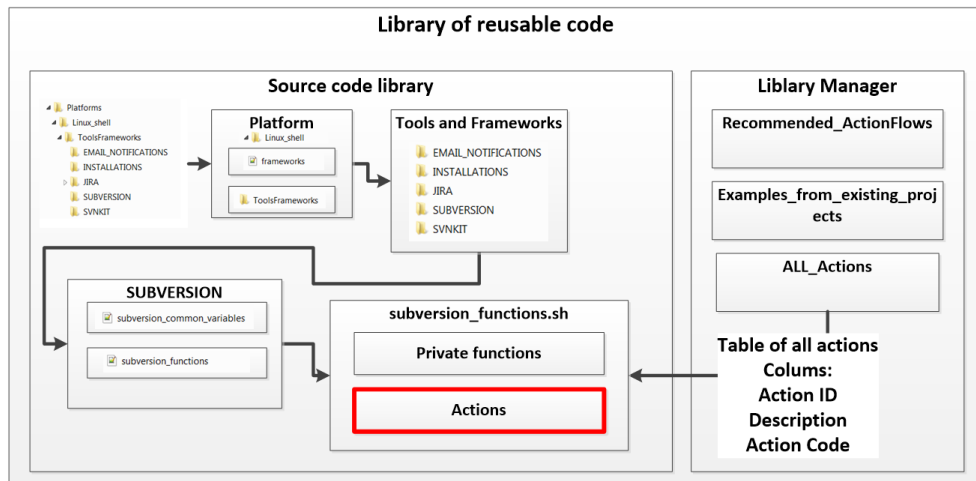 Library of reusable code
Source code library
Platforms
Linux_shell
ToolsFrameworks
EMAIL_NOTIFICATIONS
INSTALLATIONS
JIRA
SUBVERSION
SVNKIT
Platform
Linux_shell
frameworks
ToolsFrameworks
Tools and Frameworks
EMAIL_NOTIFICATIONS
INSTALLATIONS
JIRA
SUBVERSION
SVNKIT
SUBVERSION
subversion_common_variables
subversion_functions
subversion_functions.sh
Private functions
Actions
Liblary Manager
Recommended_ActionFlows
Examples_from_existing_proj
ects
ALL_Actions
Table of all actions
Colums:
Action ID
Description
Action Code